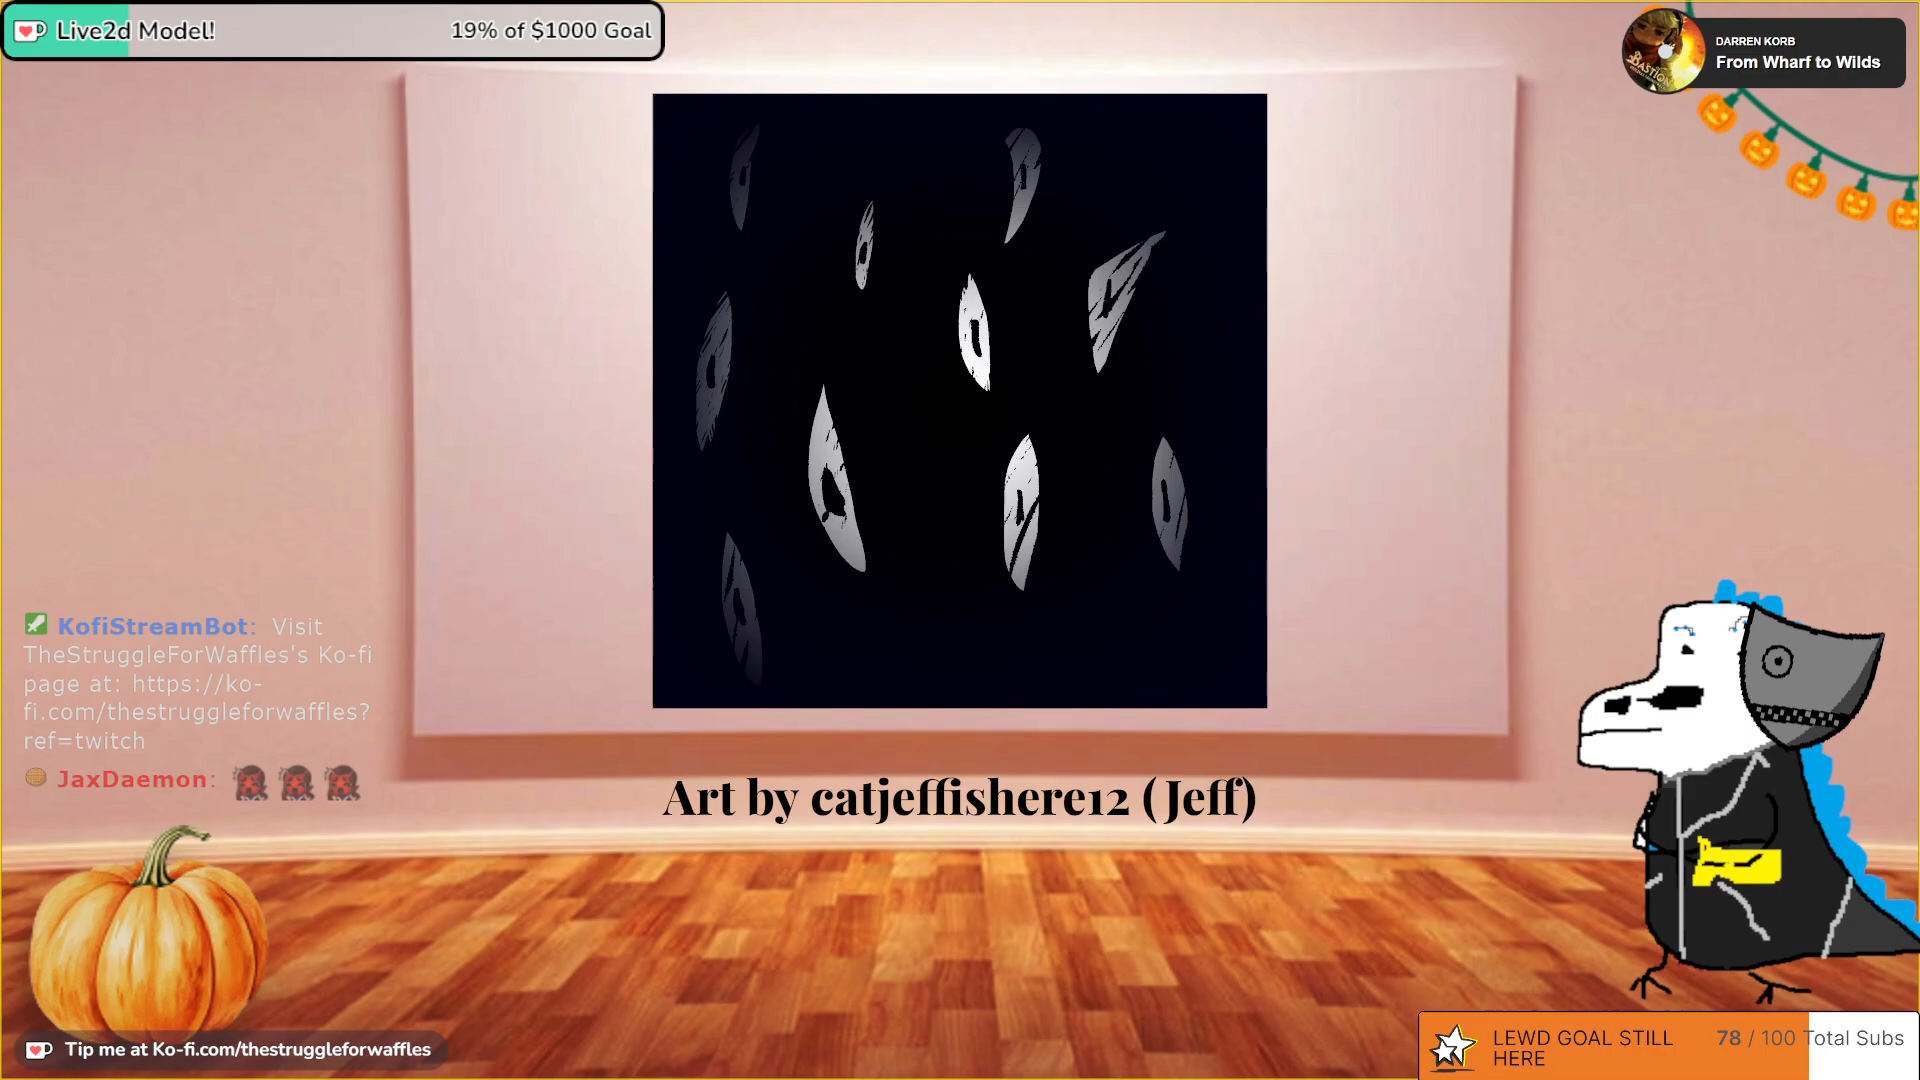 Live2d Model!
19% of $1000 Goal
DARREN KORB
From Wharf to Wilds
BASTION
KofiStreamBot: Visit
TheStruggleForWaffles's Ko-fi
page at: https://ko-
fi.com/thestruggleforwaffles?
ref=twitch
JaxDaemon:
Art by catjeffishere12 (Jeff)
Tip me at Ko-fi.com/thestruggleforwaffles
LEWD GOAL STILL
HERE
78 / 100 Total Subs